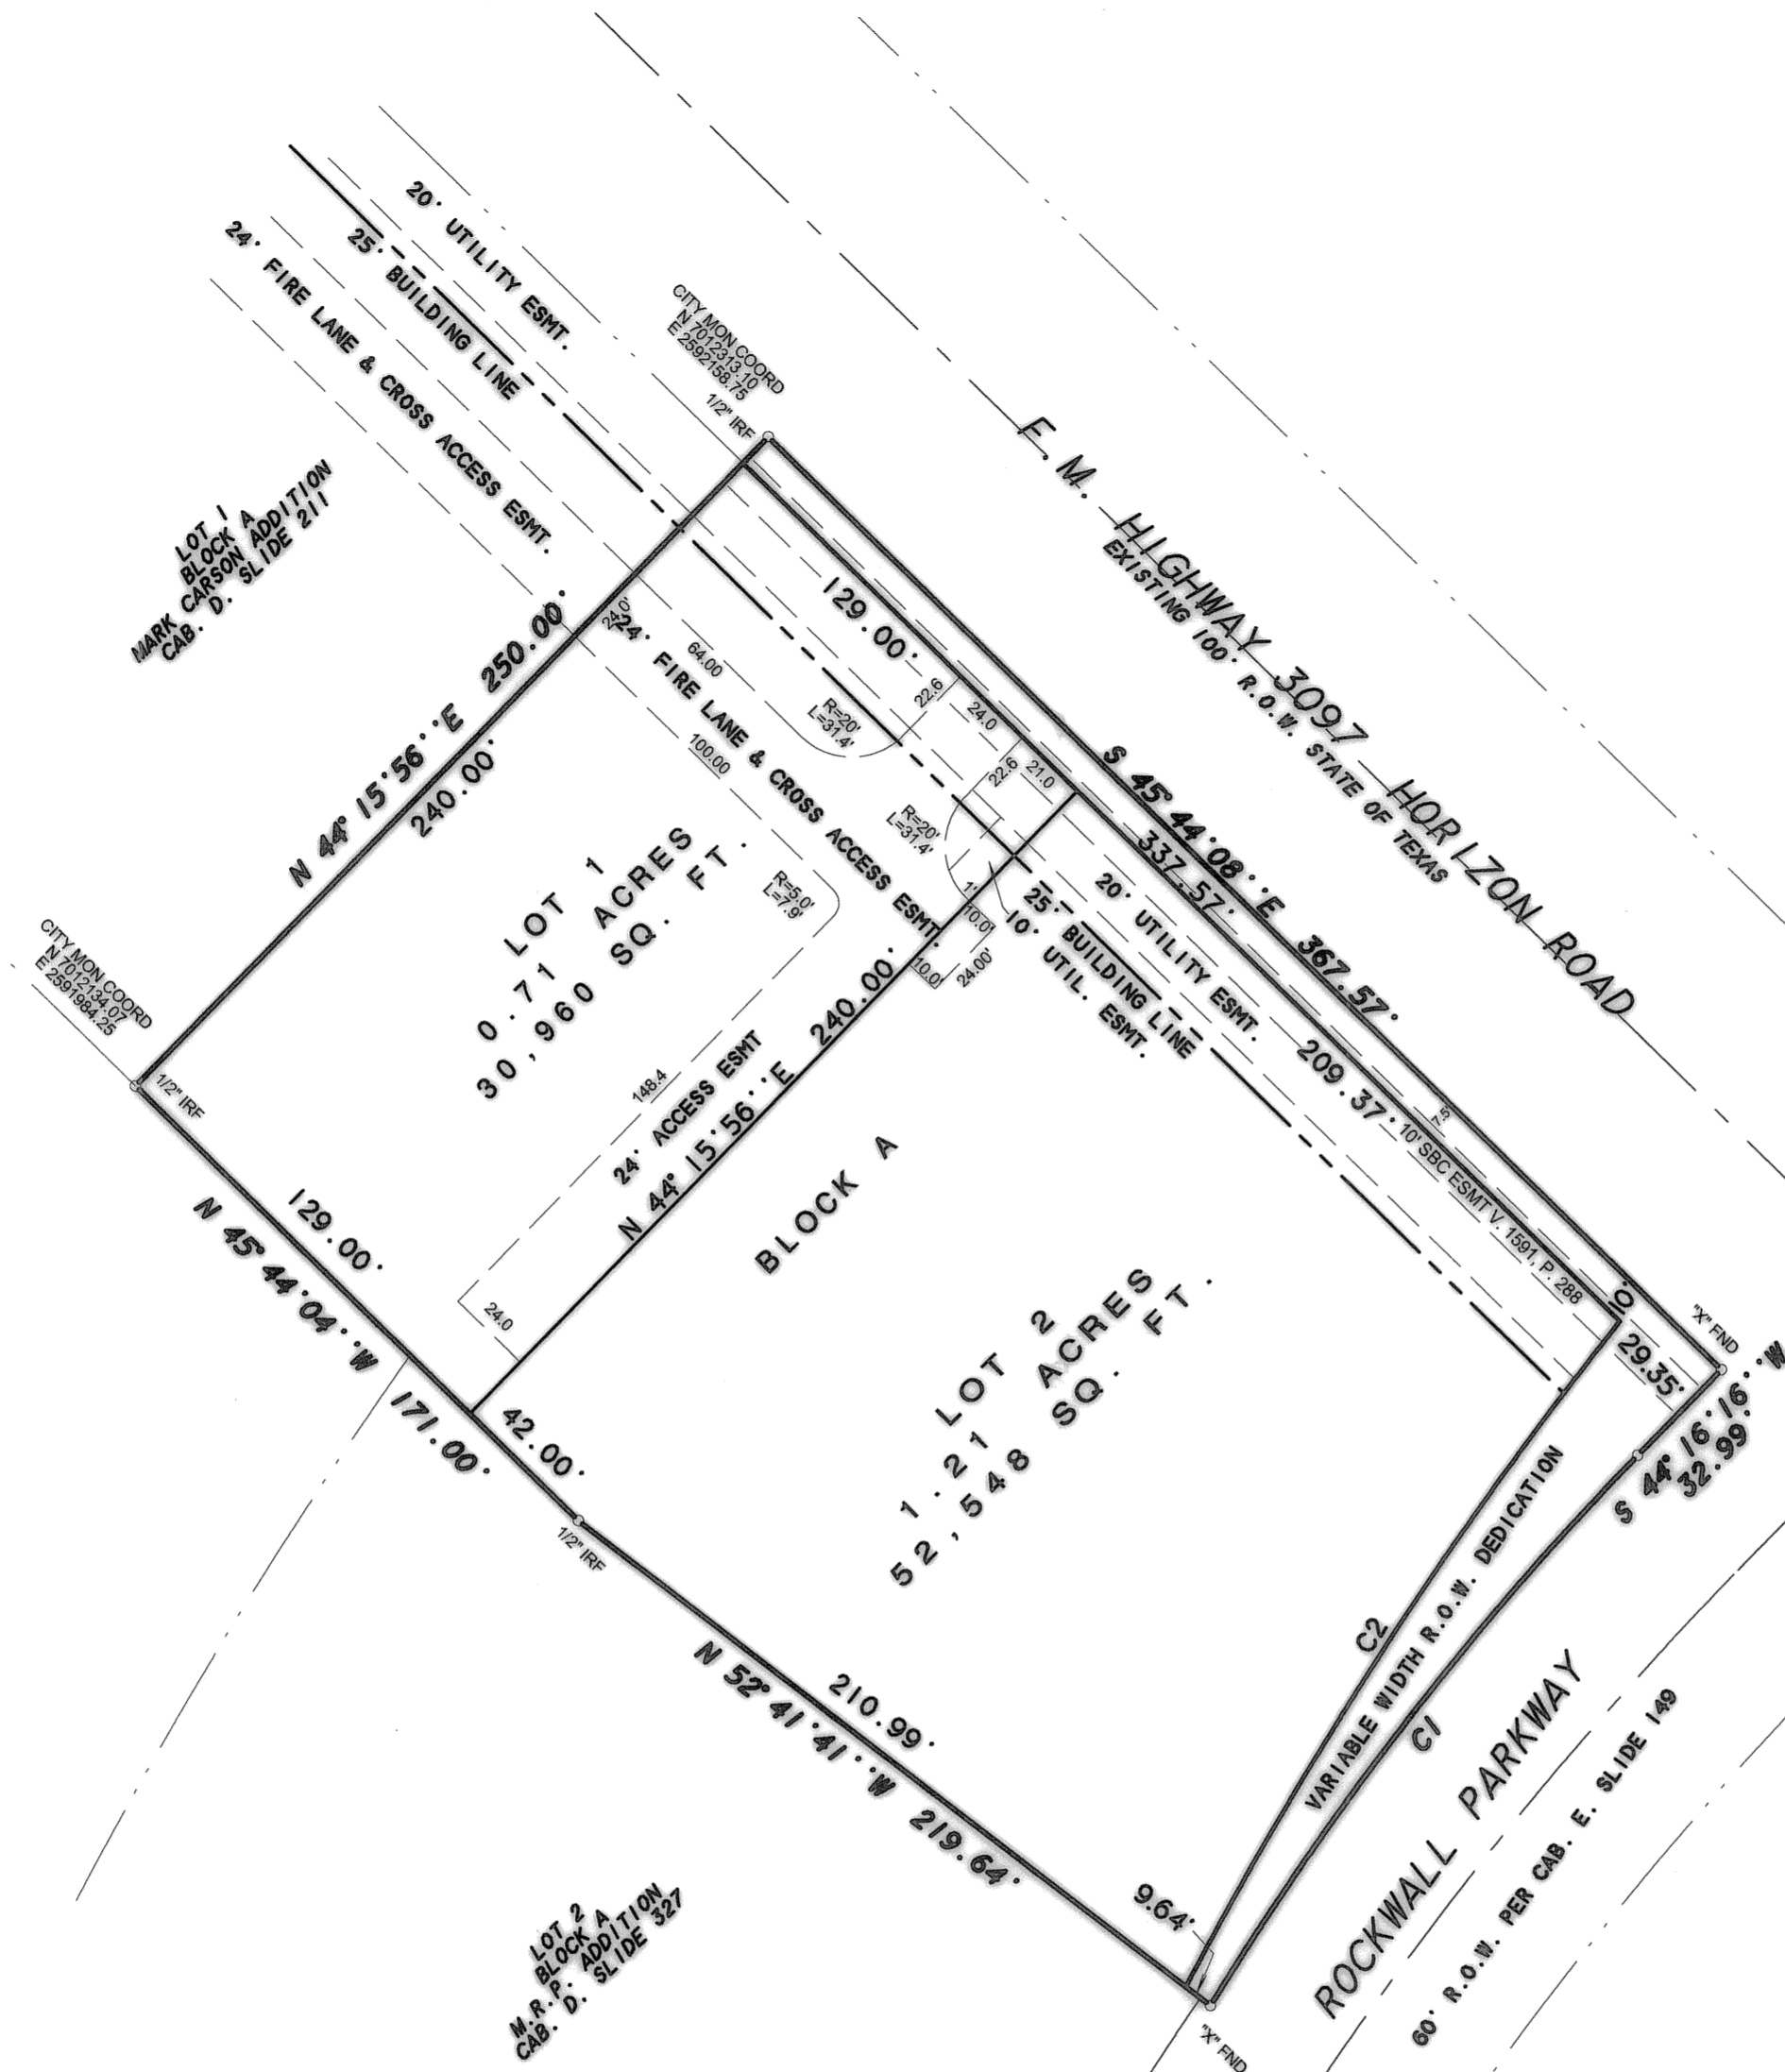 20' UTILITY ESMT.
25' BUILDING LINE
24' FIRE LANE & CROSS ACCESS ESMT.
CITY MON COORD
N 7012313.10
E 2592158.75
1/2" IRF
F. M. HIGHWAY 3097 HORIZON ROAD
EXISTING 100' R.O.W. STATE OF TEXAS
LOT 1
BLOCK A
MARK CARSON ADDITION
CAB. D. SLIDE 211
N 44° 15'56''E 250.00'
240.00'
24.0'
24' FIRE LANE & CROSS ACCESS ESMT.
64.00
100.00
129.00'
R=20'
L=31.4'
22.6
24.0
22.6
21.0
R=20'
L=31.4'
R=5.0'
L=7.9'
S 45° 44'08''E 367.57'
337.57'
20' UTILITY ESMT.
25' BUILDING LINE
10' UTIL. ESMT.
1'
10.0'
10.0'
24.00'
209.37'
7.5
10' SBC ESMT V. 1591, P. 288
10'
"X" FND
29.35'
S 44° 16'16''W
32.99'
CITY MON COORD
N 7012134.07
E 2591984.25
1/2" IRF
LOT 1
0.71 ACRES
30,960 SQ. FT.
148.4
24' ACCESS ESMT
N 44° 15'56''E 240.00'
BLOCK A
24.0
129.00'
N 45° 44'04''W 171.00'
42.00'
1/2" IRF
LOT 2
1.21 ACRES
52,548 SQ. FT.
C2
VARIABLE WIDTH R.O.W. DEDICATION
C1
210.99'
N 52° 41'41''W 219.64'
9.64'
"X" FND
ROCKWALL PARKWAY
60' R.O.W. PER CAB. E. SLIDE 149
LOT 2
BLOCK A
M.R.P. ADDITION
CAB. D. SLIDE 327